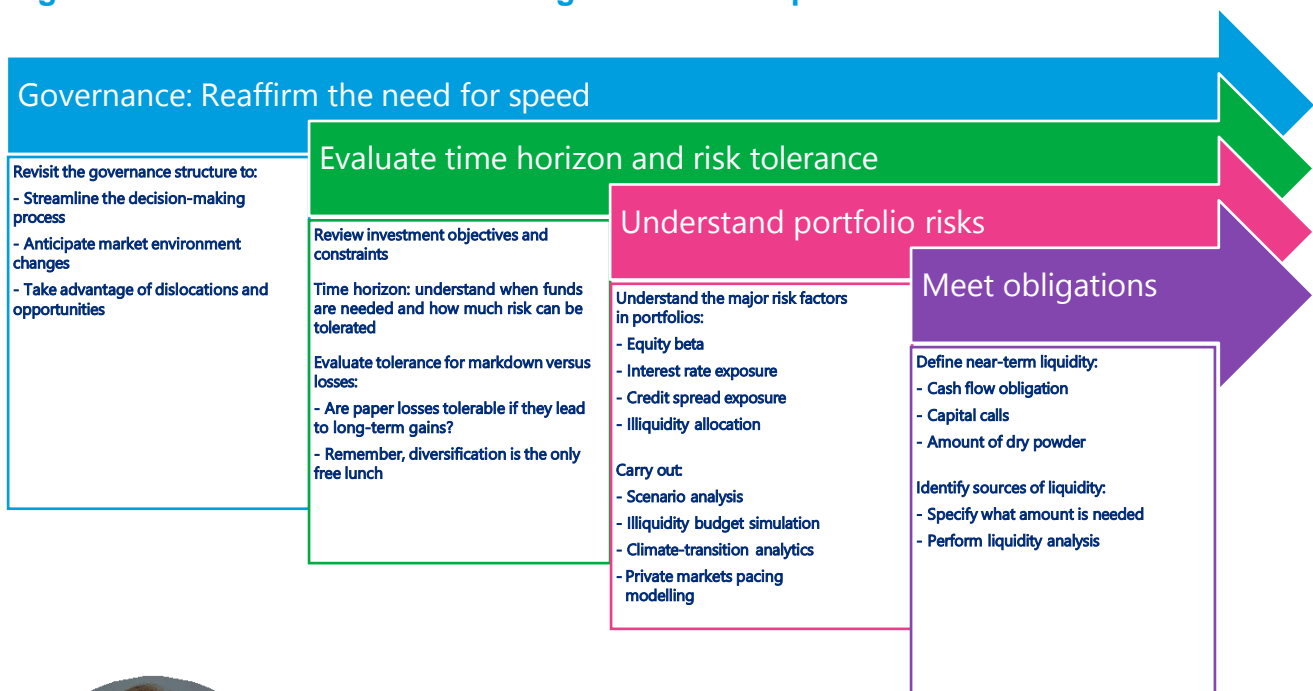 Governance: Reaffirm the need for speed
Revisit the governance structure to:
- Streamline the decision-making
process
- Anticipate market environment
changes
- Take advantage of dislocations and
opportunities
Evaluate time horizon and risk tolerance
Review investment objectives and
constraints
Time horizon: understand when funds
are needed and how much risk can be
tolerated
Evaluate tolerance for markdown versus
losses:
- Are paper losses tolerable if they lead
to long-term gains?
- Remember, diversification is the only
free lunch
Understand portfolio risks
Understand the major risk factors
in portfolios:
- Equity beta
- Interest rate exposure
- Credit spread exposure
- Illiquidity allocation
Carry out:
- Scenario analysis
- Illiquidity budget simulation
- Climate-transition analytics
- Private markets pacing
modelling
Meet obligations
Define near-term liquidity:
- Cash flow obligation
- Capital calls
- Amount of dry powder
Identify sources of liquidity:
- Specify what amount is needed
- Perform liquidity analysis